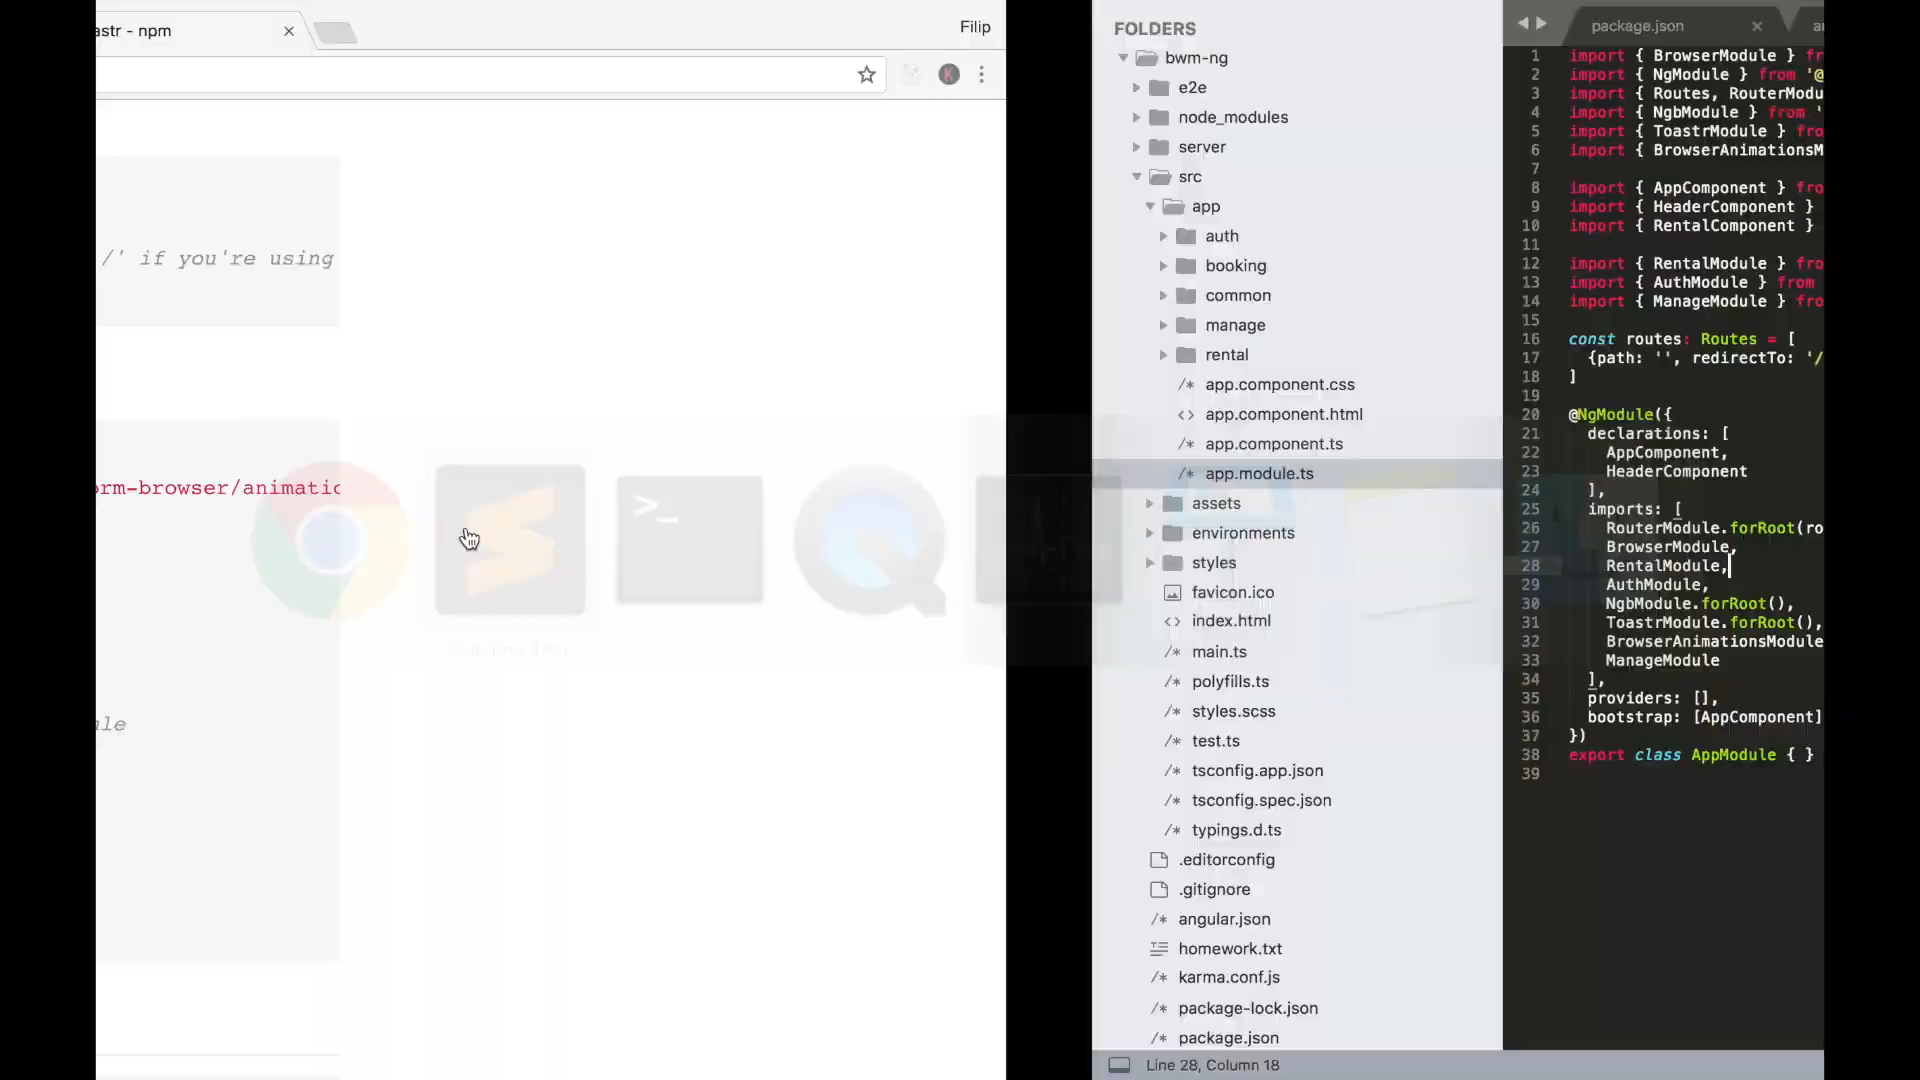 astr - npm
Filip
/' if you're using
orm-browser/animatic
ule
>_
FOLDERS
bwm-ng
e2e
node_modules
server
src
app
auth
booking
common
manage
rental
/* app.component.css
<> app.component.html
/* app.component.ts
/* app.module.ts
assets
environments
styles
favicon.ico
<> index.html
/* main.ts
/* polyfills.ts
/* styles.scss
/* test.ts
/* tsconfig.app.json
/* tsconfig.spec.json
/* typings.d.ts
.editorconfig
.gitignore
/* angular.json
homework.txt
/* karma.conf.js
/* package-lock.json
/* package.json
Line 28, Column 18
package.json
1 import { BrowserModule } fr
2 import { NgModule } from '@
3 import { Routes, RouterModu
4 import { NgbModule } from '
5 import { ToastrModule } fro
6 import { BrowserAnimationsM
7
8 import { AppComponent } fro
9 import { HeaderComponent }
10 import { RentalComponent }
11
12 import { RentalModule } fro
13 import { AuthModule } from
14 import { ManageModule } fro
15
16 const routes: Routes = [
17 {path: '', redirectTo: '/
18 ]
19
20 @NgModule({
21 declarations: [
22 AppComponent,
23 HeaderComponent
24 ],
25 imports: [
26 RouterModule.forRoot(ro
27 BrowserModule,
28 RentalModule,
29 AuthModule,
30 NgbModule.forRoot(),
31 ToastrModule.forRoot(),
32 BrowserAnimationsModule
33 ManageModule
34 ],
35 providers: [],
36 bootstrap: [AppComponent]
37 })
38 export class AppModule { }
39